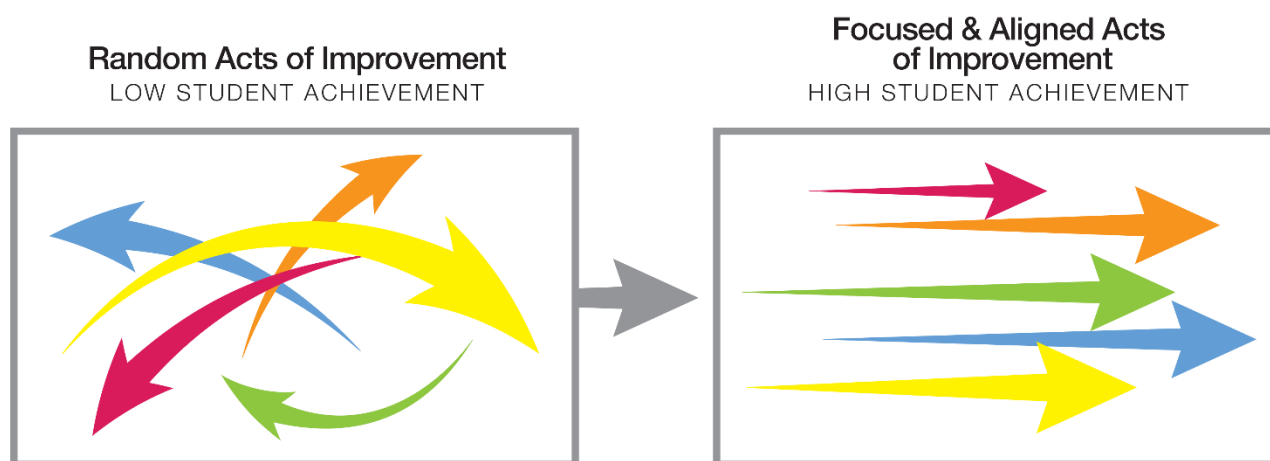 Random Acts of Improvement
LOW STUDENT ACHIEVEMENT
Focused & Aligned Acts
of Improvement
HIGH STUDENT ACHIEVEMENT